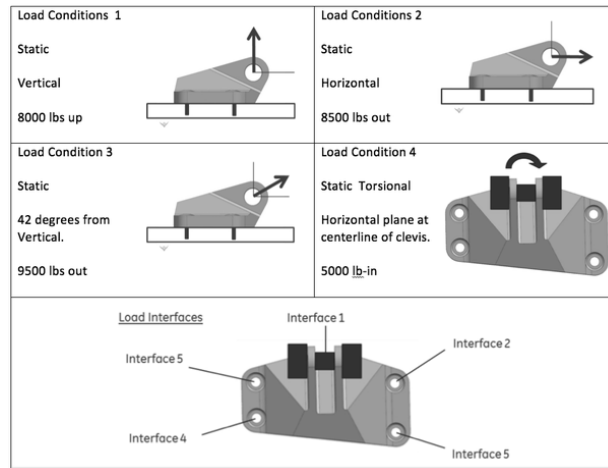 Load Conditions 1
Static
Vertical
8000 lbs up
Load Conditions 2
Static
Horizontal
8500 lbs out
Load Condition 3
Static
42 degrees from
Vertical.
9500 lbs out
Load Condition 4
Static Torsional
Horizontal plane at
centerline of clevis.
5000 lb-in
Load Interfaces
Interface 1
Interface 5
Interface 2
Interface 4
Interface 5